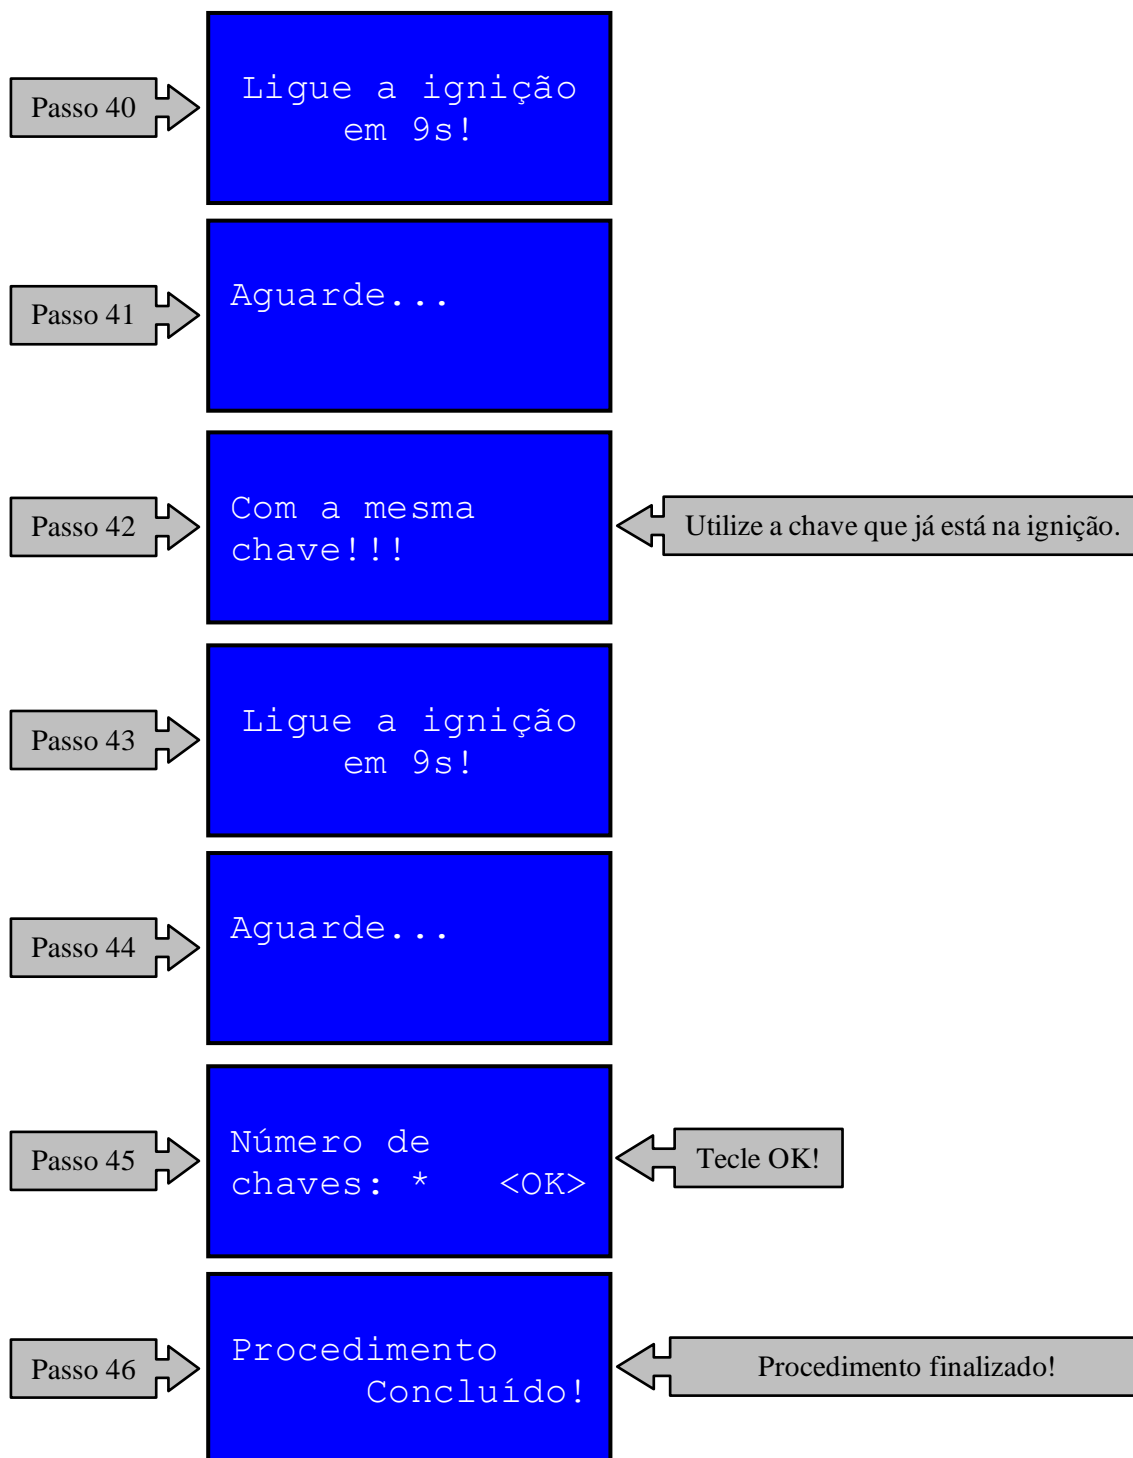 Passo 40
Ligue a ignição
em 9s!
Passo 41
Aguarde...
Passo 42
Com a mesma
chave!!!
Utilize a chave que já está na ignição.
Passo 43
Ligue a ignição
em 9s!
Passo 44
Aguarde...
Passo 45
Número de
chaves: * <OK>
Tecle OK!
Passo 46
Procedimento
Concluído!
Procedimento finalizado!